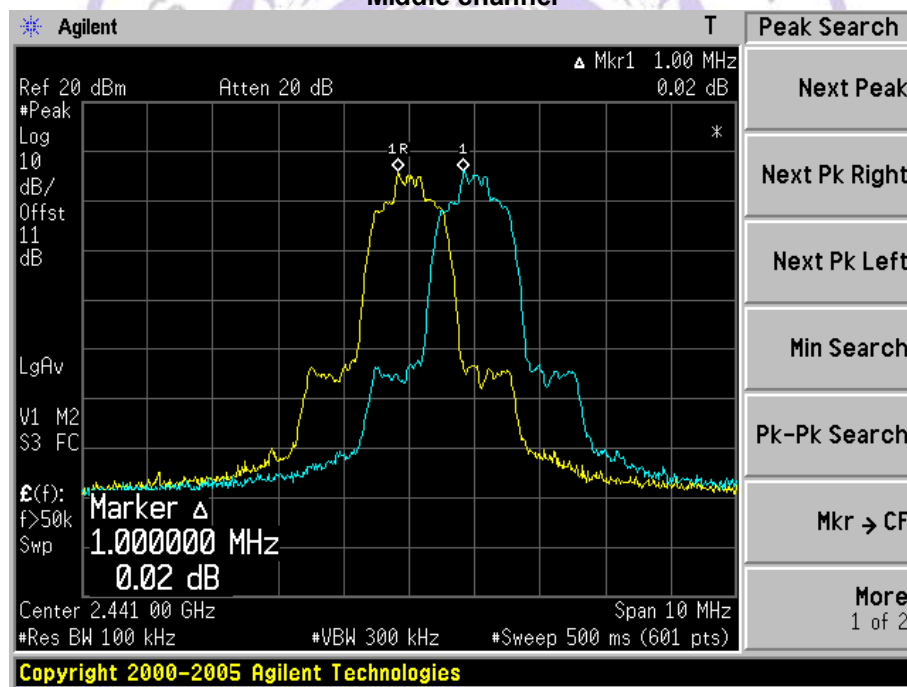 Middle channel
Agilent T Peak Search
Δ Mkr1 1.00 MHz
Ref 20 dBm Atten 20 dB 0.02 dB
#Peak
Log
10
dB/
Offst
11
dB
*
1R 1
LgAv
V1 M2
S3 FC
£(f):
f>50k
Swp
Marker Δ
1.000000 MHz
0.02 dB
Center 2.441 00 GHz Span 10 MHz
#Res BW 100 kHz #VBW 300 kHz #Sweep 500 ms (601 pts)
Copyright 2000-2005 Agilent Technologies
Next Peak
Next Pk Right
Next Pk Left
Min Search
Pk-Pk Search
Mkr → CF
More
1 of 2